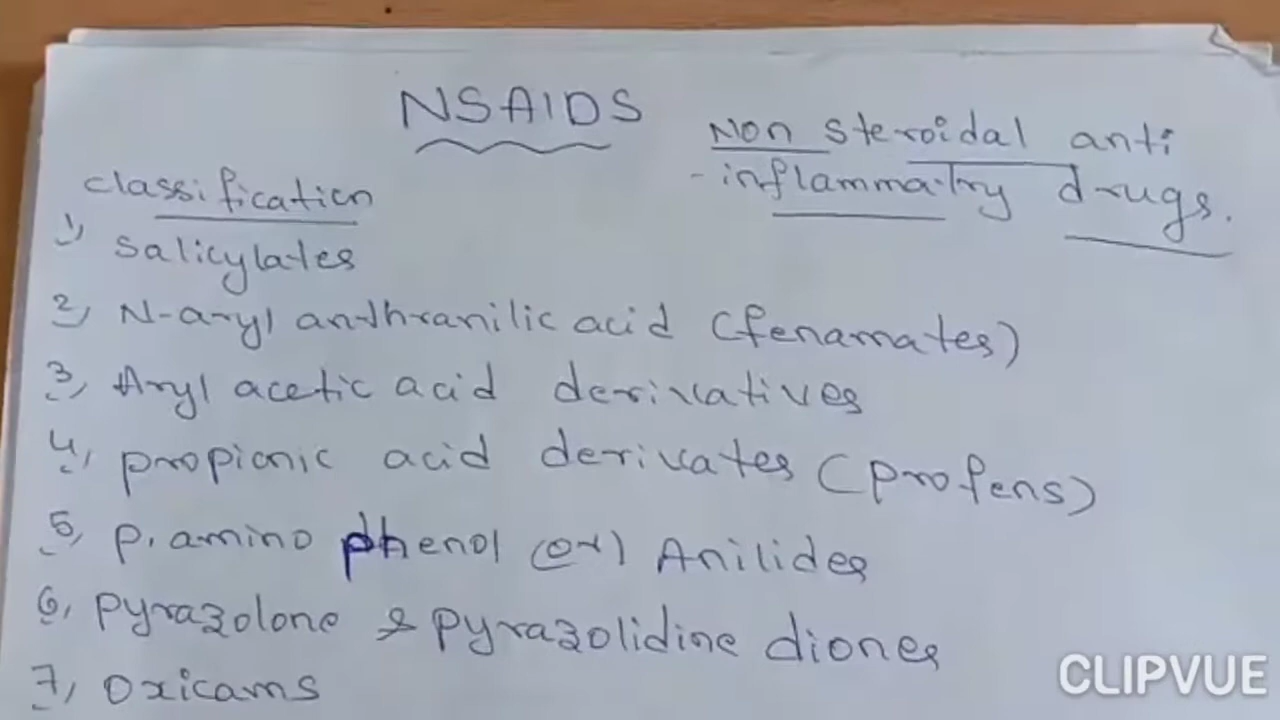 NSAIDS
Non steroidal anti
-inflammatry drugs.
classification
1) salicylates
2) N-aryl anthranilic acid (fenamates)
3, Aryl acetic acid derivatives
4, propionic acid derivates (profens)
5, p. amino phenol (or) Anilides
6, pyrazolone & pyrazolidine diones
7, oxicams
CLIPVUE